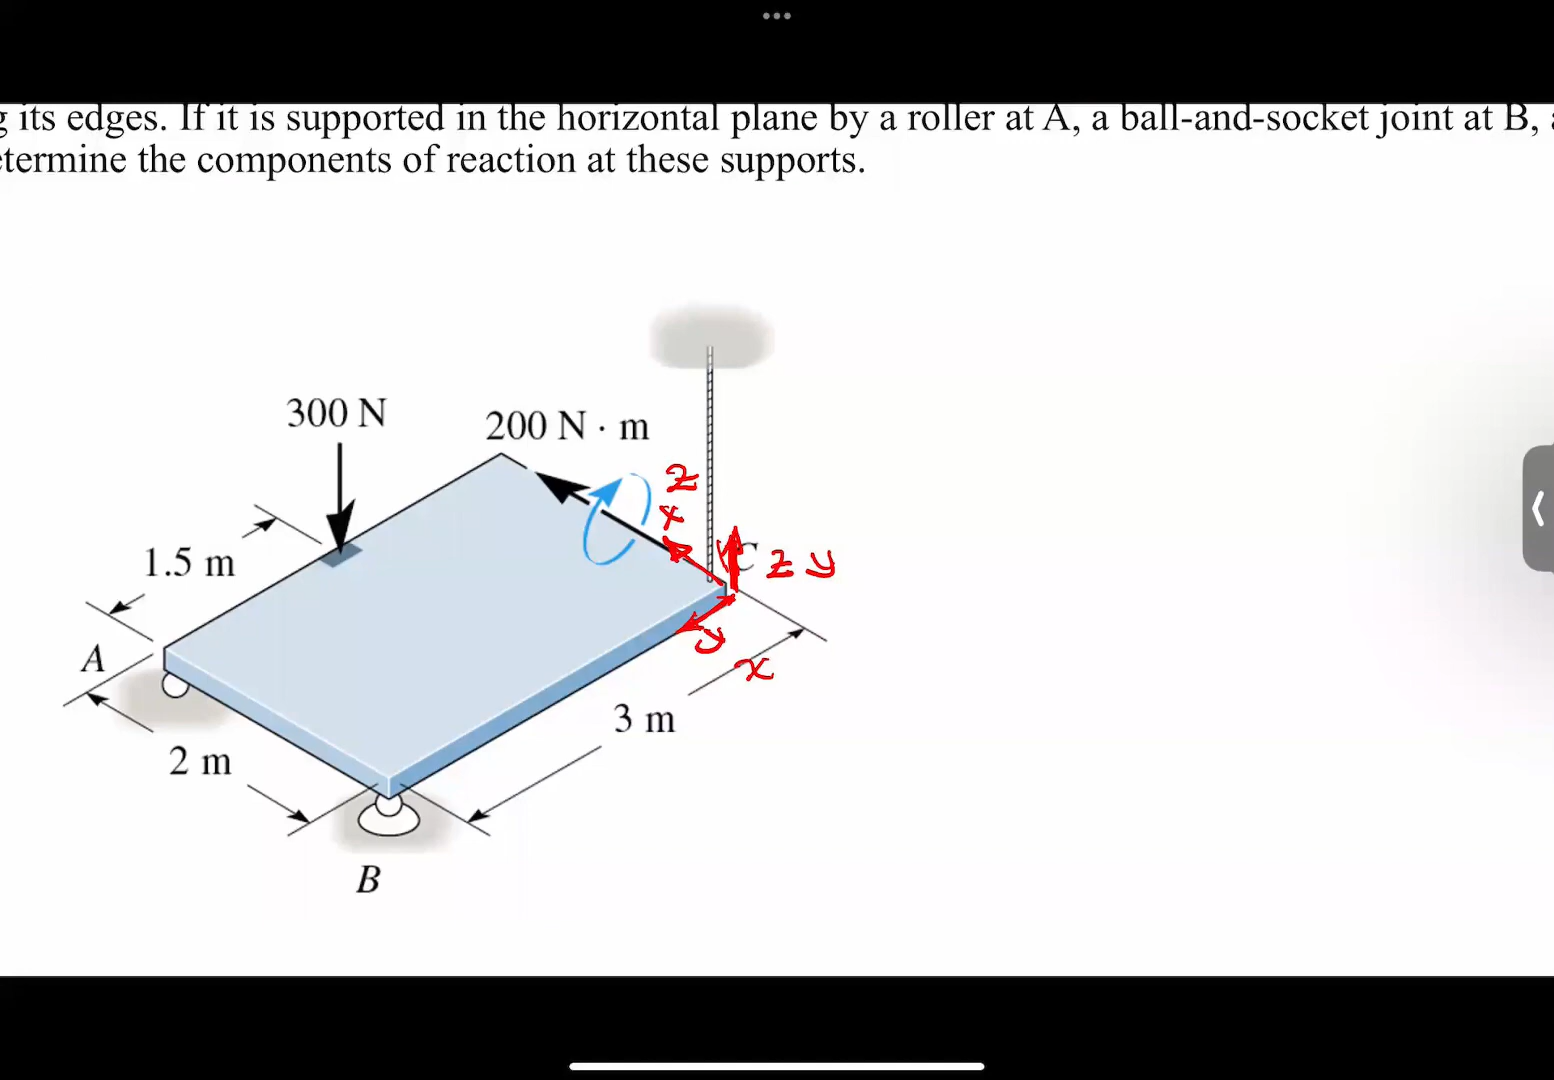 •••
its edges. If it is supported in the horizontal plane by a roller at A, a ball-and-socket joint at B,
termine the components of reaction at these supports.
300 N
200 N · m
z
x
C
z y
1.5 m
y
x
A
3 m
2 m
B